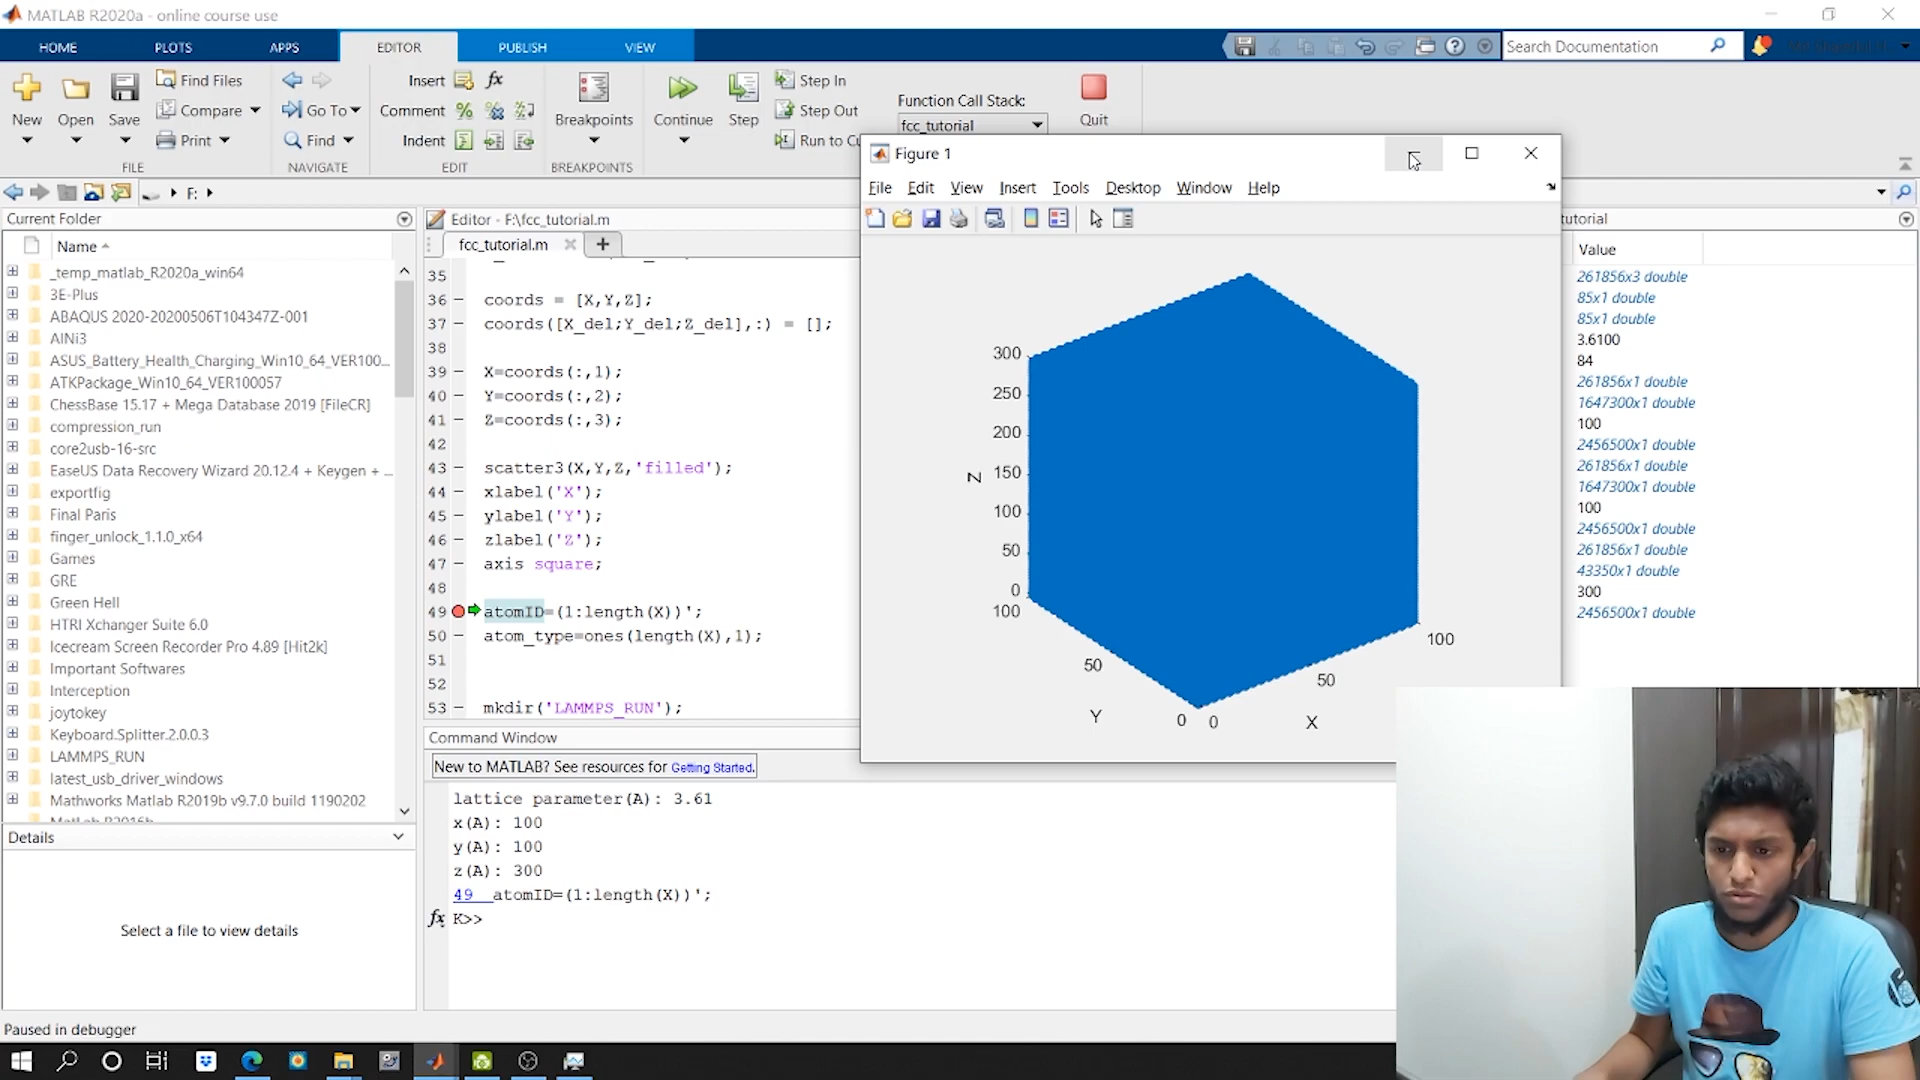 MATLAB R2020a - online course use
HOME PLOTS APPS EDITOR PUBLISH VIEW
Search Documentation
New Open Save
Find Files
Compare
Print
FILE
Go To
Find
NAVIGATE
Insert fx
Comment
Indent
EDIT
Breakpoints
BREAKPOINTS
Continue Step
Step In
Step Out
Run to Cu
Function Call Stack:
fcc_tutorial
Quit
F:
Current Folder
Name
_temp_matlab_R2020a_win64
3E-Plus
ABAQUS 2020-20200506T104347Z-001
AlNi3
ASUS_Battery_Health_Charging_Win10_64_VER100...
ATKPackage_Win10_64_VER100057
ChessBase 15.17 + Mega Database 2019 [FileCR]
compression_run
core2usb-16-src
EaseUS Data Recovery Wizard 20.12.4 + Keygen + ...
exportfig
Final Paris
finger_unlock_1.1.0_x64
Games
GRE
Green Hell
HTRI Xchanger Suite 6.0
Icecream Screen Recorder Pro 4.89 [Hit2k]
Important Softwares
Interception
joytokey
Keyboard.Splitter.2.0.0.3
LAMMPS_RUN
latest_usb_driver_windows
Mathworks Matlab R2019b v9.7.0 build 1190202
MatLab R2016b
Details
Select a file to view details
Paused in debugger
Editor - F:\fcc_tutorial.m
fcc_tutorial.m
35
36 – coords = [X,Y,Z];
37 – coords([X_del;Y_del;Z_del],:) = [];
38
39 – X=coords(:,1);
40 – Y=coords(:,2);
41 – Z=coords(:,3);
42
43 – scatter3(X,Y,Z,'filled');
44 – xlabel('X');
45 – ylabel('Y');
46 – zlabel('Z');
47 – axis square;
48
49 atomID=(1:length(X))';
50 – atom_type=ones(length(X),1);
51
52
53 – mkdir('LAMMPS_RUN');
Command Window
New to MATLAB? See resources for Getting Started.
lattice parameter(A): 3.61
x(A): 100
y(A): 100
z(A): 300
49 atomID=(1:length(X))';
fx K>>
Figure 1
File Edit View Insert Tools Desktop Window Help
300
250
200
150
100
50
0
Z
100
50
0
Y
0
50
100
X
tutorial
Value
261856x3 double
85x1 double
85x1 double
3.6100
84
261856x1 double
1647300x1 double
100
2456500x1 double
261856x1 double
1647300x1 double
100
2456500x1 double
261856x1 double
43350x1 double
300
2456500x1 double